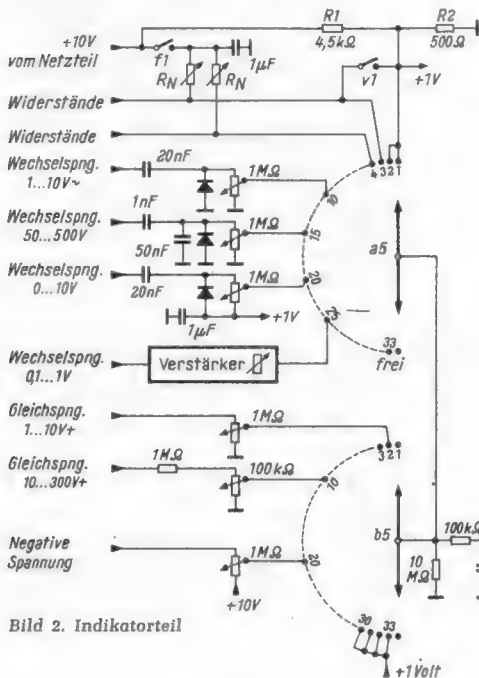 +10V
vom Netzteil
f1
R_N
R_N
1µF
R1
4,5kΩ
R2
500Ω
v1
+1V
Widerstände
Widerstände
4 3 2 1
Wechselspng.
1...10V~
20nF
1MΩ
10
Wechselspng.
50...500V
1nF
50nF
1MΩ
15
a5
Wechselspng.
0...10V
20nF
1MΩ
20
1µF
+1V
25
Wechselspng.
0,1...1V
Verstärker
33
frei
Gleichspng.
1...10V+
1MΩ
3 2 1
Gleichspng.
10...300V+
1MΩ
100kΩ
10
b5
100kΩ
10
MΩ
Negative
Spannung
1MΩ
20
+10V
30 33
+1Volt
Bild 2. Indikatorteil